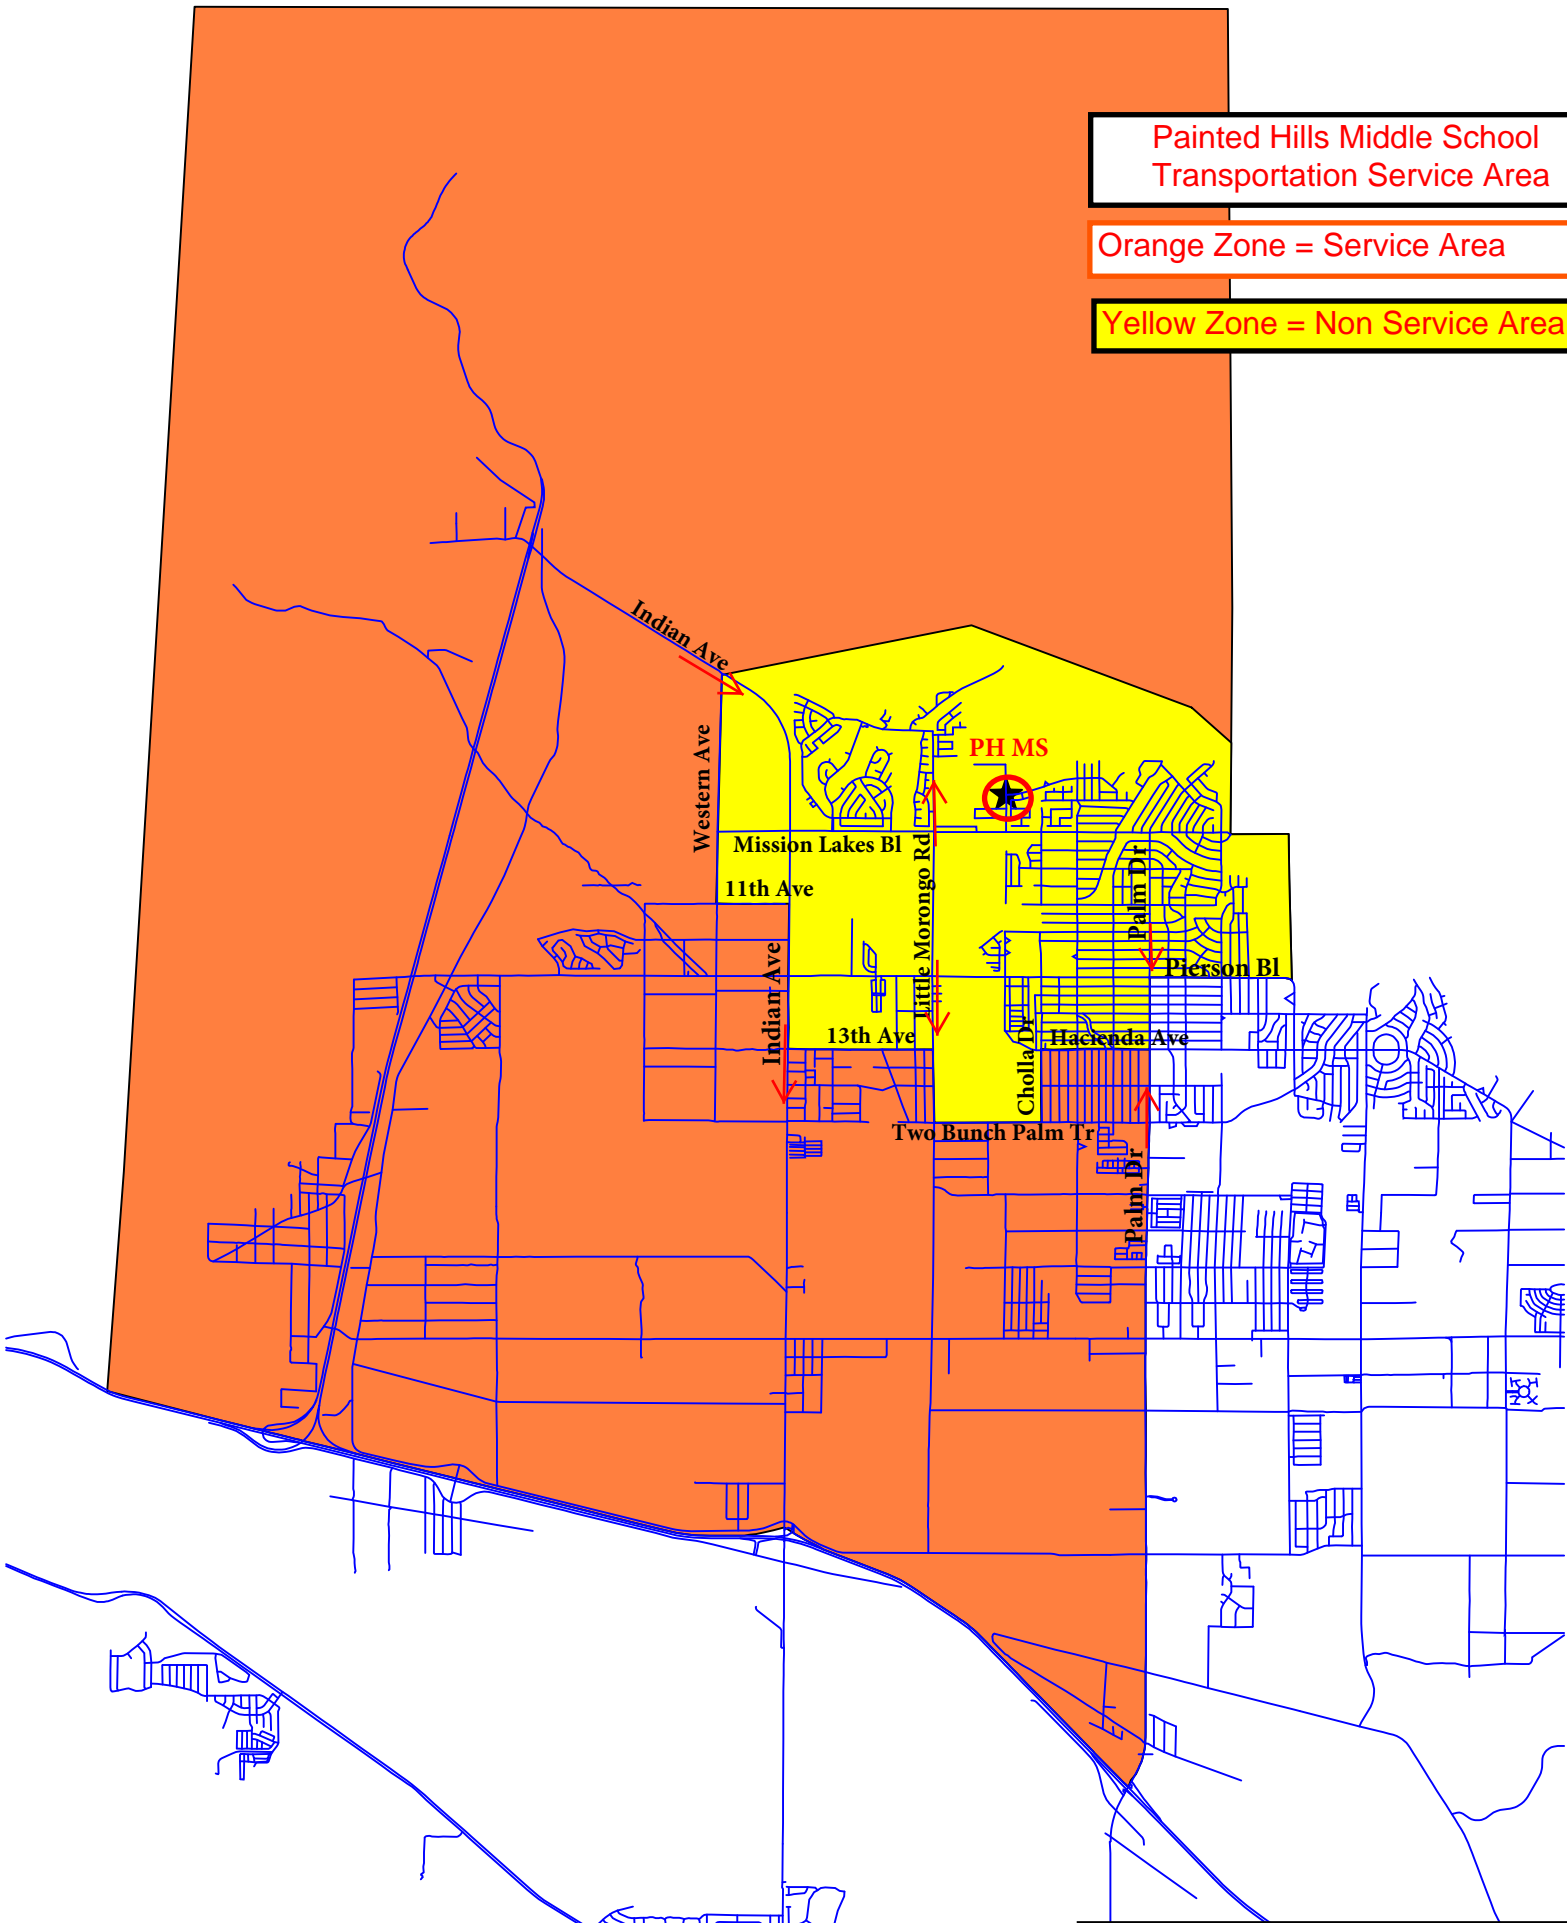 Painted Hills Middle School
Transportation Service Area
Orange Zone = Service Area
Yellow Zone = Non Service Area
Indian Ave
Western Ave
PH MS
Mission Lakes Bl
Little Morongo Rd
Palm Dr
11th Ave
Indian Ave
Pierson Bl
13th Ave
Cholla Dr
Hacienda Ave
Two Bunch Palm Tr
Palm Dr